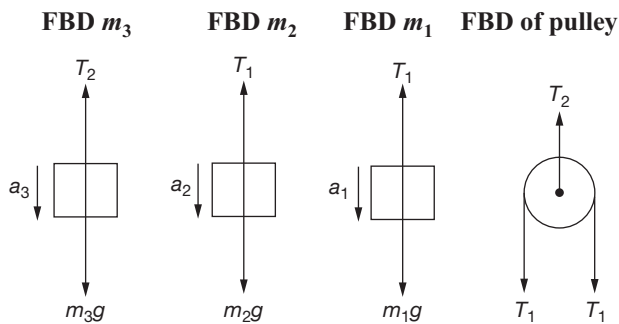 FBD m₃ FBD m₂ FBD m₁ FBD of pulley
T₂ T₁ T₁ T₂
a₃ a₂ a₁
m₃g m₂g m₁g T₁ T₁